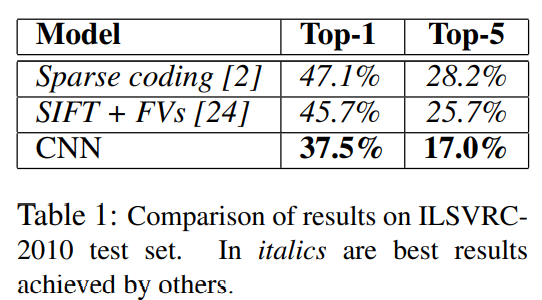 Model Top-1 Top-5
Sparse coding [2] 47.1% 28.2%
SIFT + FVs [24] 45.7% 25.7%
CNN 37.5% 17.0%
Table 1: Comparison of results on ILSVRC-
2010 test set. In italics are best results
achieved by others.